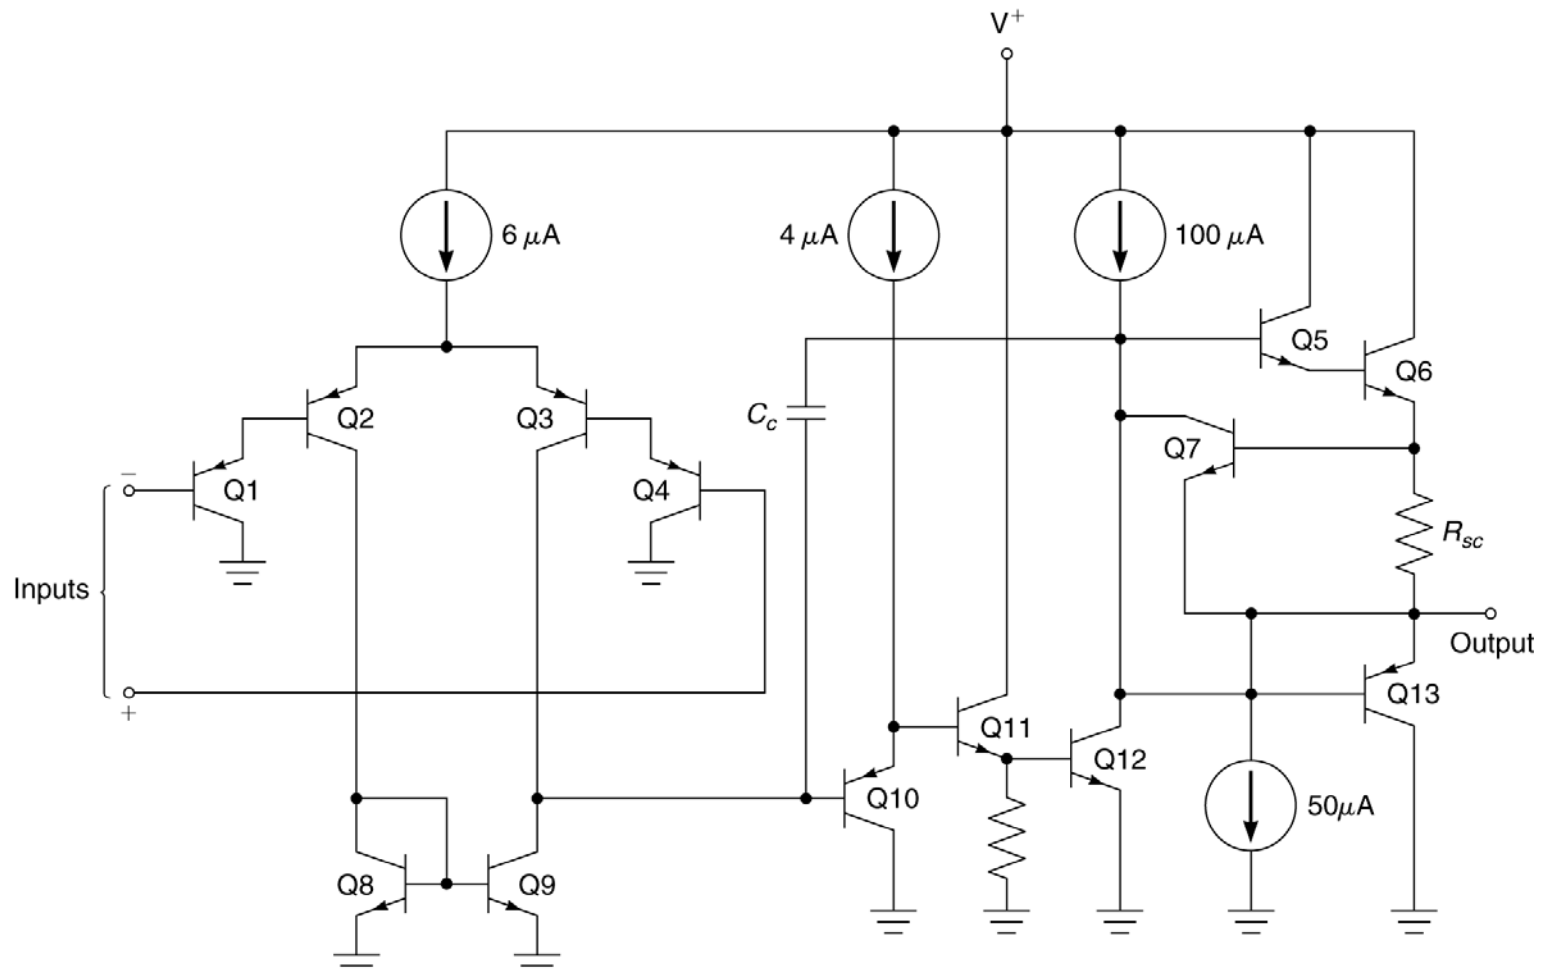 V⁺
6 μA
4 μA
100 μA
Q5
Q6
Q2
Q3
C_c
Q7
–
Q1
Q4
R_sc
Inputs
Output
+
Q13
Q11
Q12
Q10
50μA
Q8
Q9